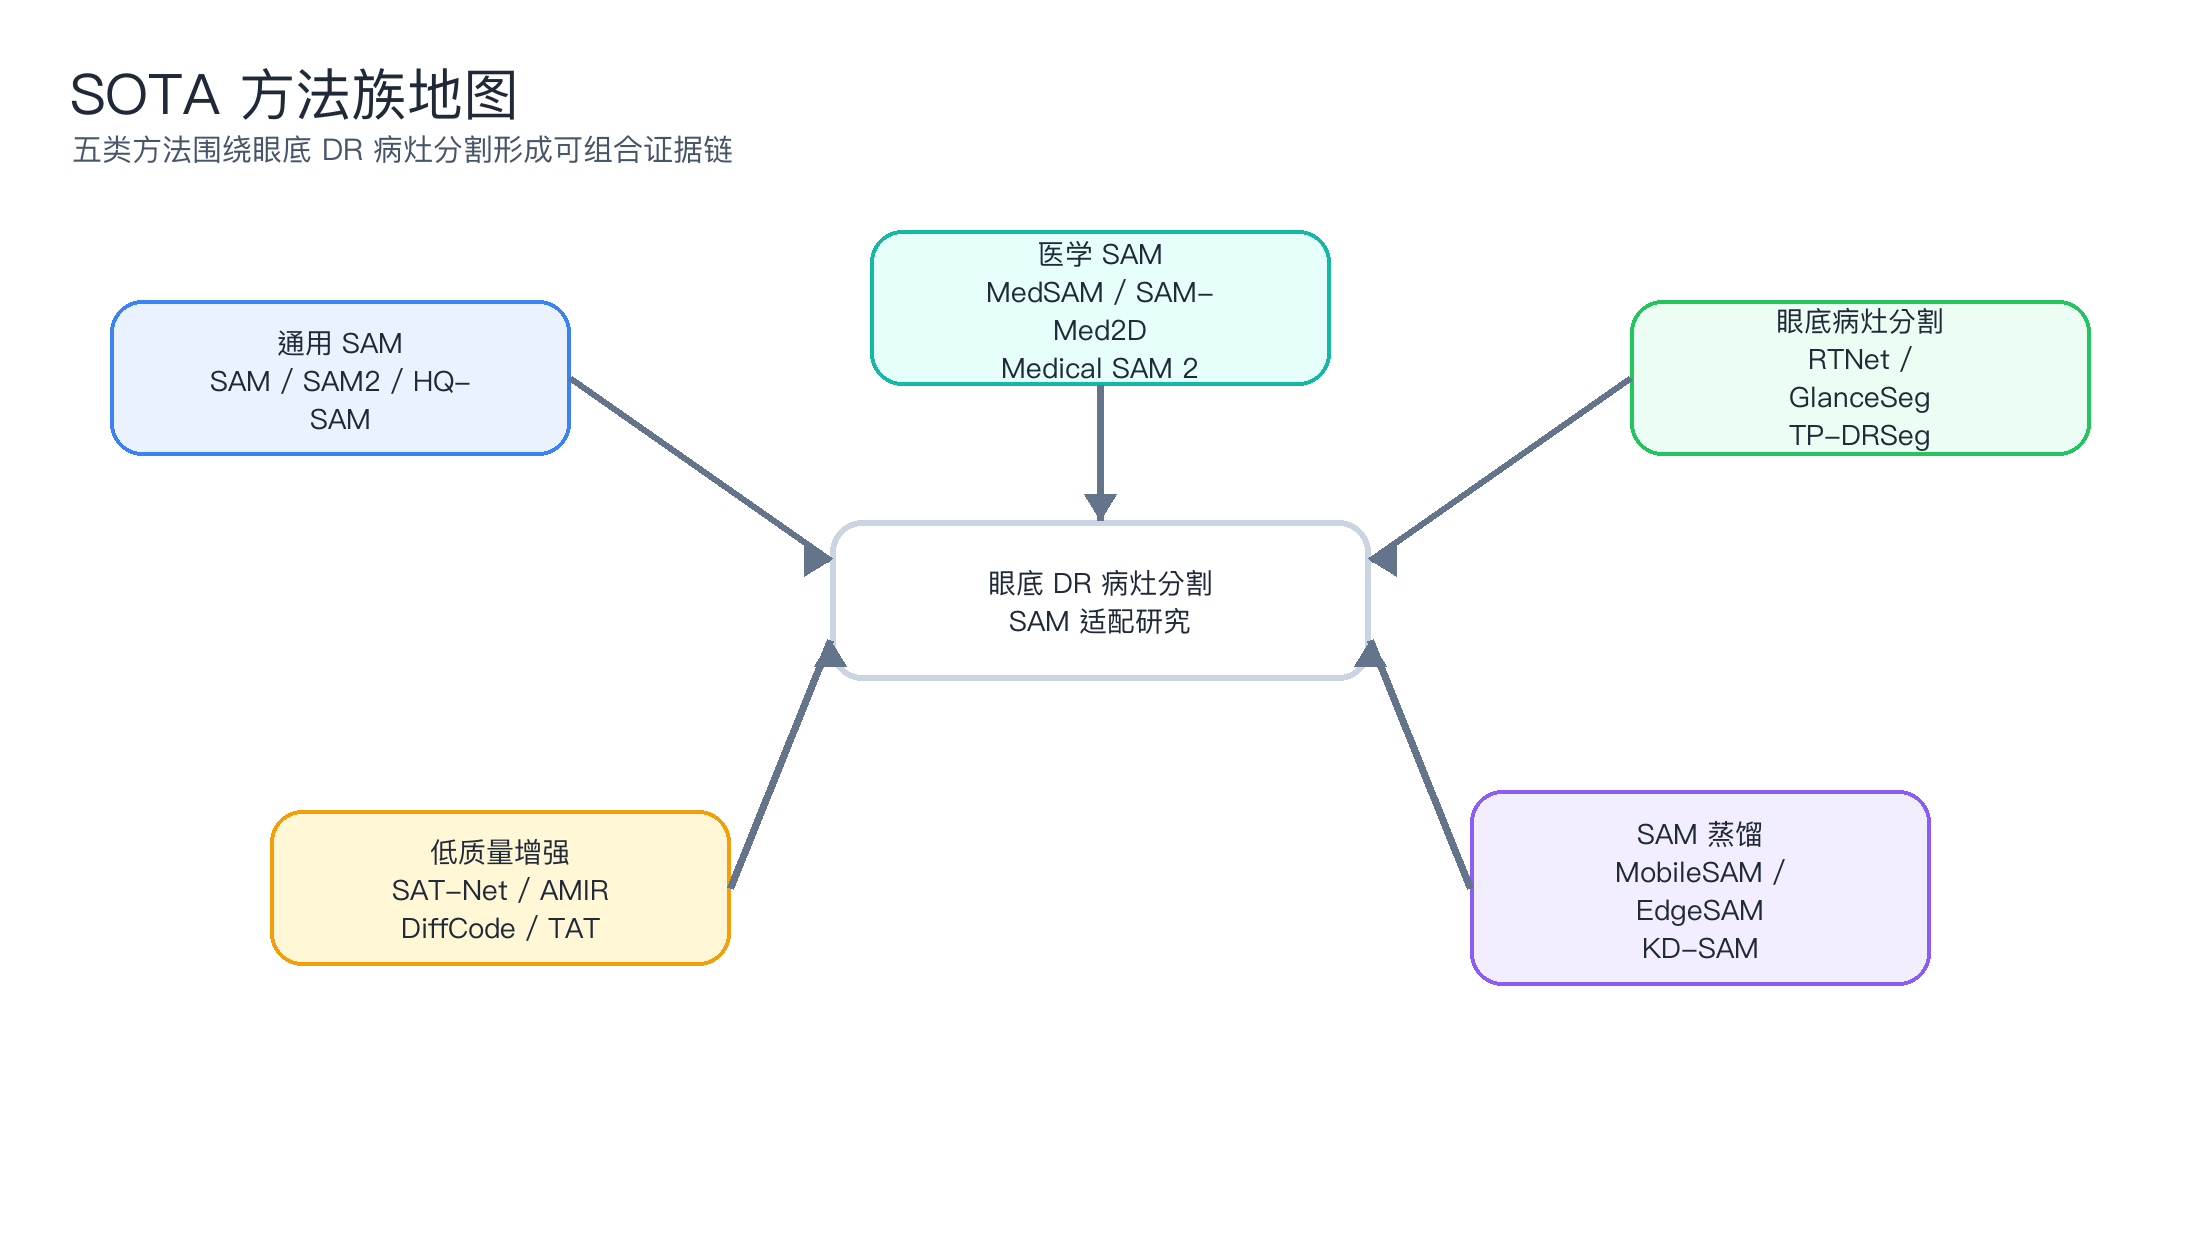 SOTA 方法族地图
五类方法围绕眼底 DR 病灶分割形成可组合证据链
医学 SAM
MedSAM / SAM-
Med2D
Medical SAM 2
通用 SAM
SAM / SAM2 / HQ-
SAM
眼底病灶分割
RTNet /
GlanceSeg
TP-DRSeg
眼底 DR 病灶分割
SAM 适配研究
低质量增强
SAT-Net / AMIR
DiffCode / TAT
SAM 蒸馏
MobileSAM /
EdgeSAM
KD-SAM